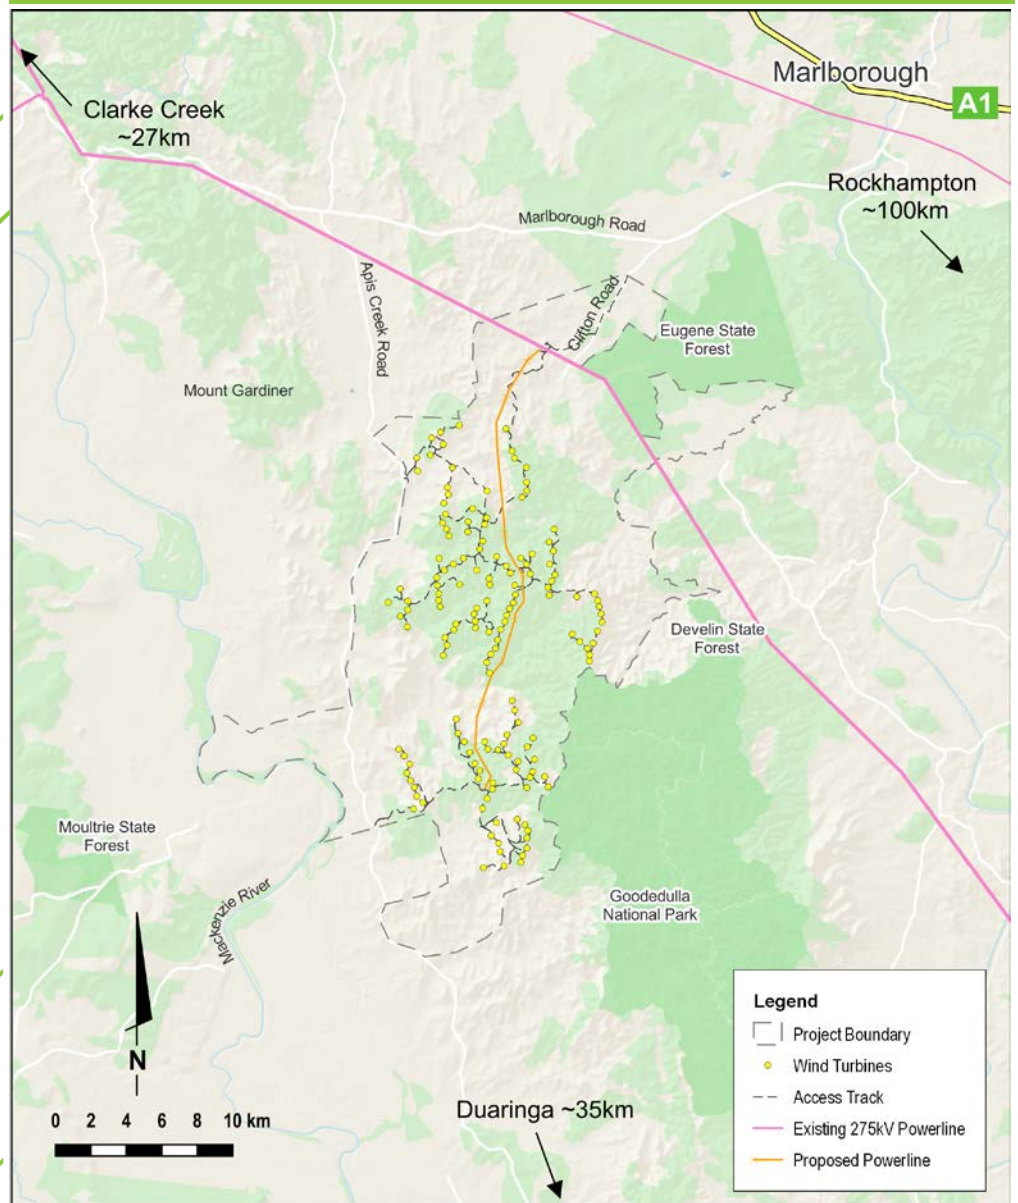 Marlborough
A1
Clarke Creek
~27km
Rockhampton
~100km
Marlborough Road
Apis Creek Road
Clifton Road
Eugene State
Forest
Mount Gardiner
Develin State
Forest
Moultrie State
Forest
Mackenzie River
Goodedulla
National Park
N
0 2 4 6 8 10 km
Duaringa ~35km
Legend
Project Boundary
Wind Turbines
Access Track
Existing 275kV Powerline
Proposed Powerline